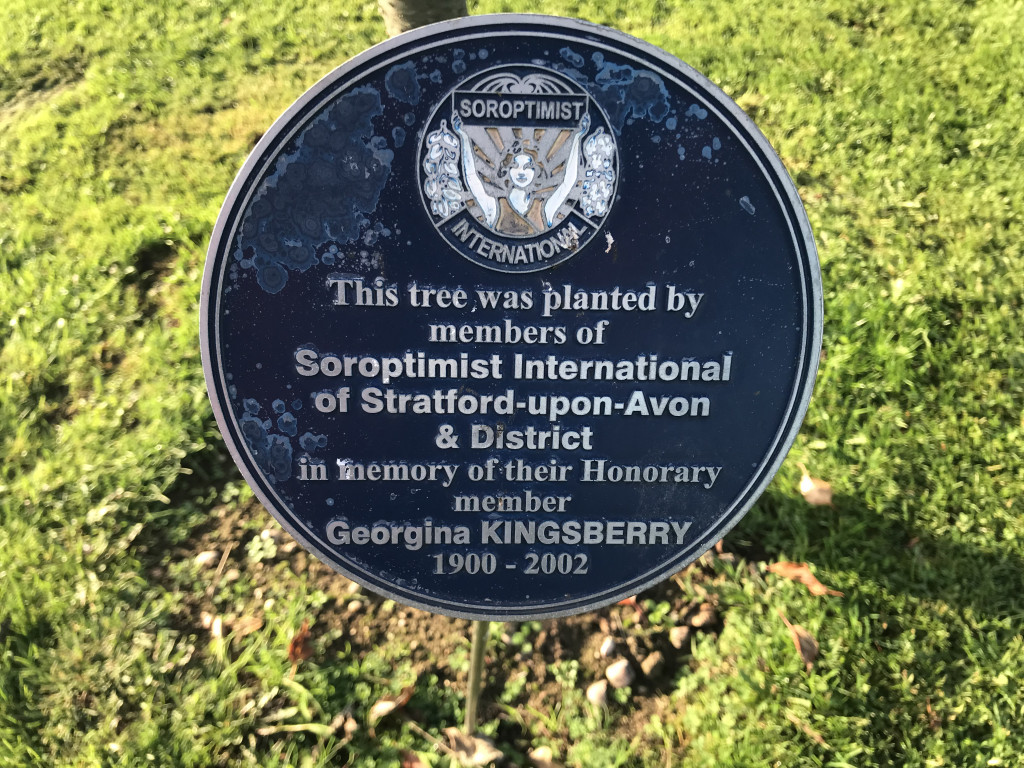 SOROPTIMIST
INTERNATIONAL
This tree was planted by
members of
Soroptimist International
of Stratford-upon-Avon
& District
in memory of their Honorary
member
Georgina KINGSBERRY
1900 - 2002